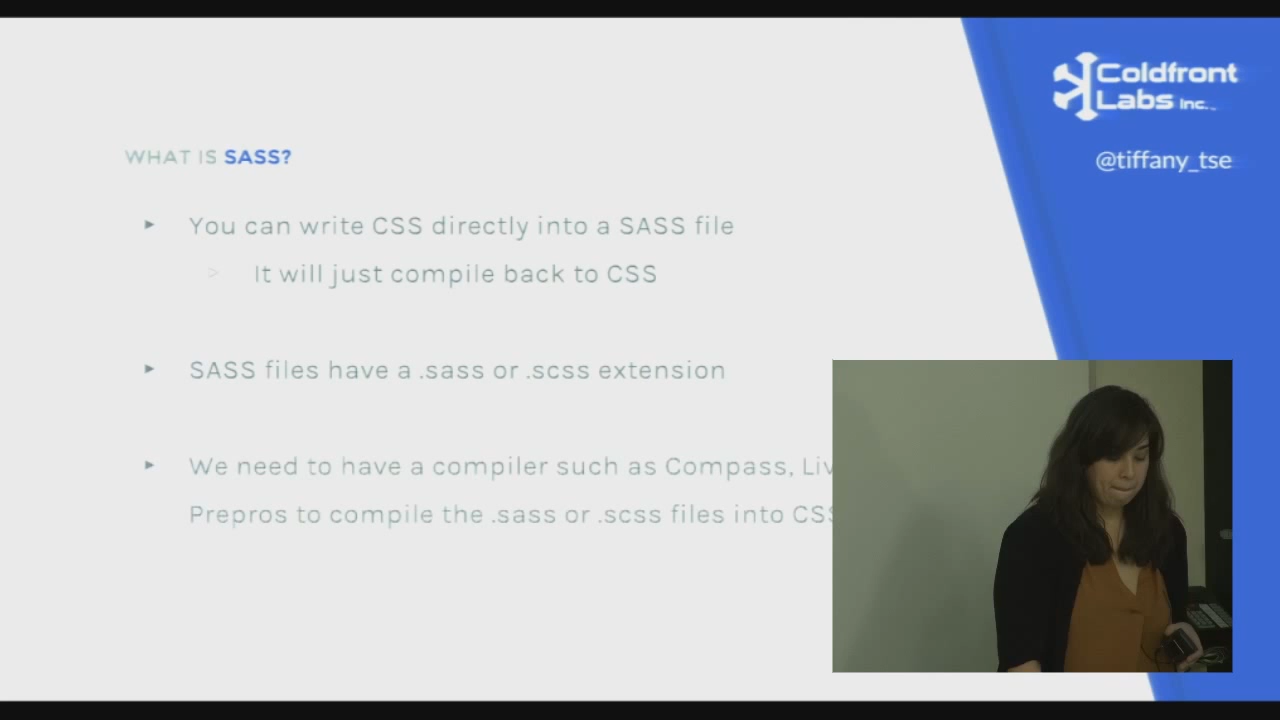 Coldfront
Labs Inc.
@tiffany_tse
WHAT IS SASS?
► You can write CSS directly into a SASS file
> It will just compile back to CSS
► SASS files have a .sass or .scss extension
► We need to have a compiler such as Compass,
Prepros to compile the .sass or .scss files into CSS